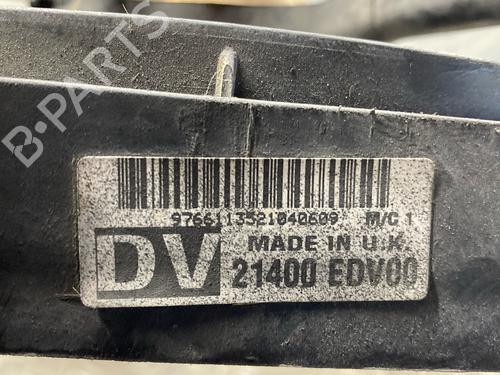 B-PARTS
9766113521040609 M/C 1
DV
MADE IN U.K.
21400 EDV00